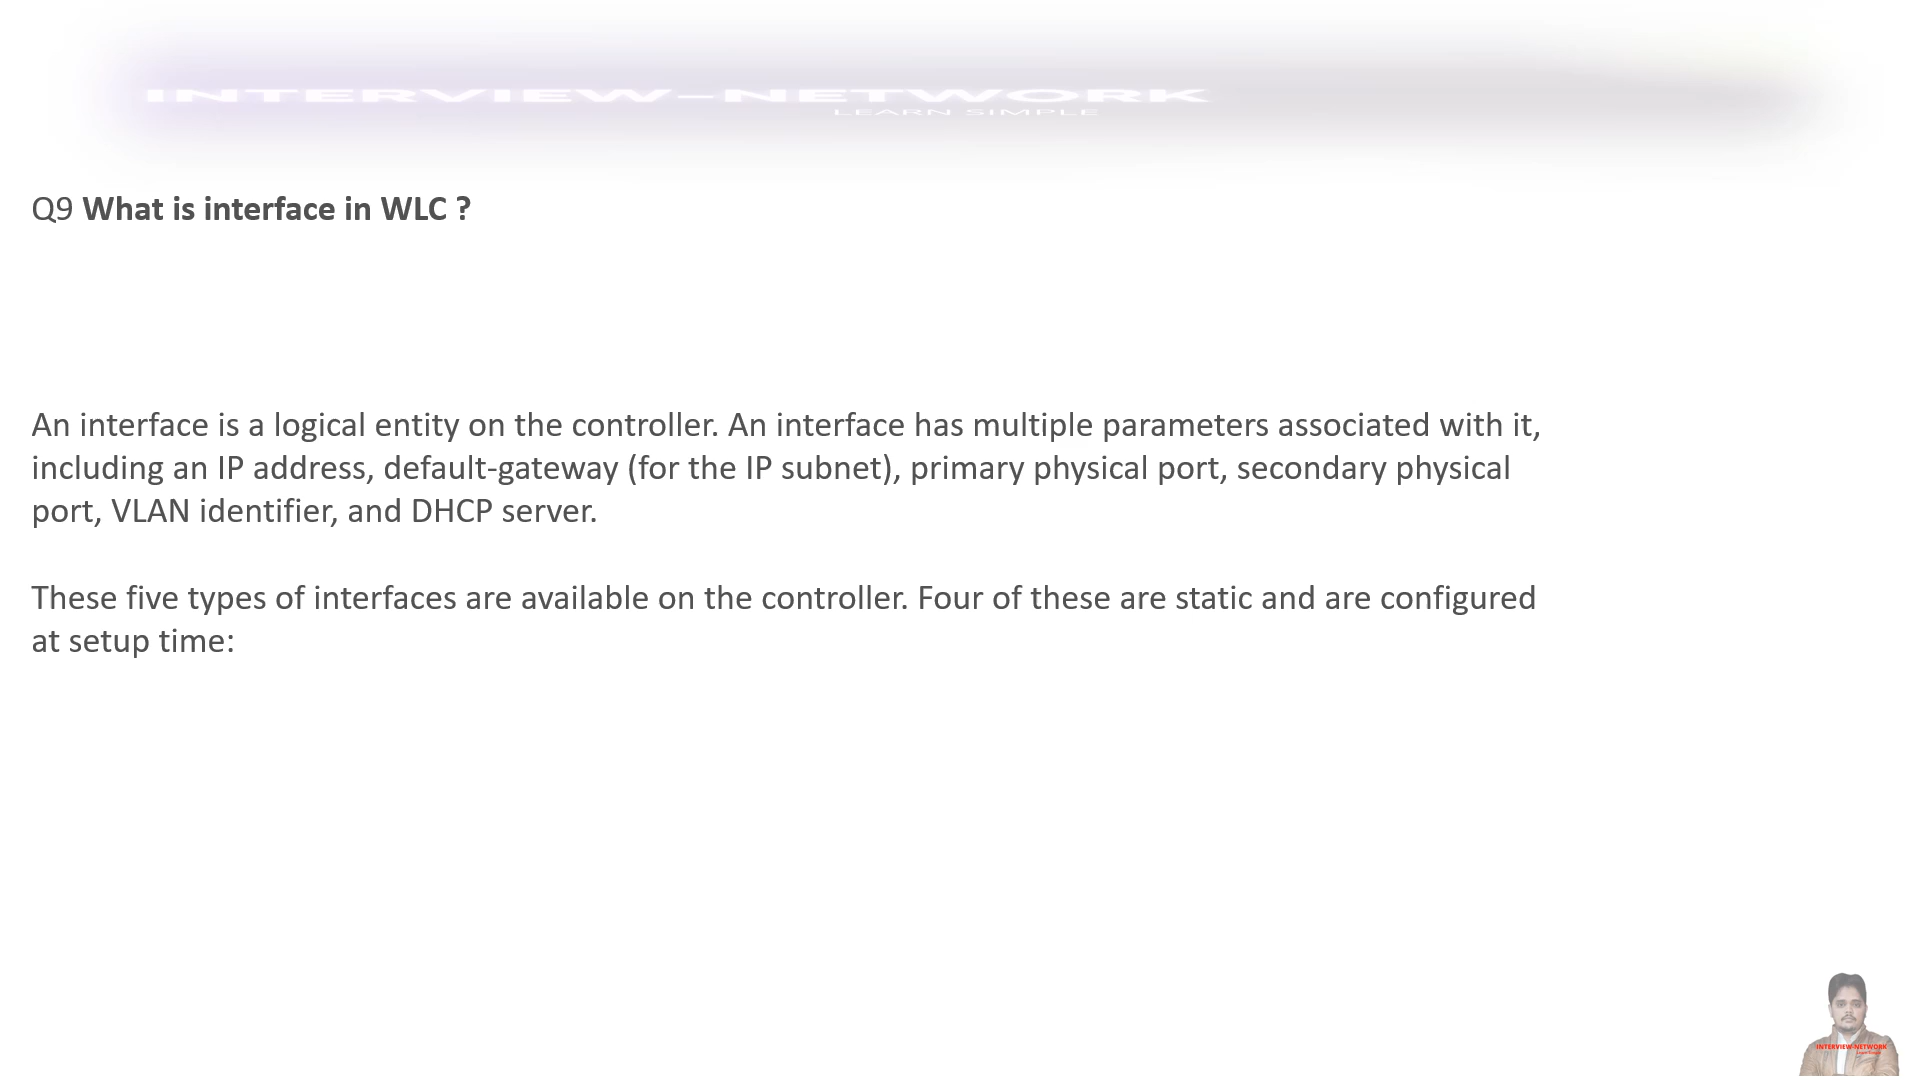 INTERVIEW-NETWORK
LEARN SIMPLE
Q9 What is interface in WLC ?
An interface is a logical entity on the controller. An interface has multiple parameters associated with it,
including an IP address, default-gateway (for the IP subnet), primary physical port, secondary physical
port, VLAN identifier, and DHCP server.
These five types of interfaces are available on the controller. Four of these are static and are configured
at setup time:
INTERVIEW-NETWORK